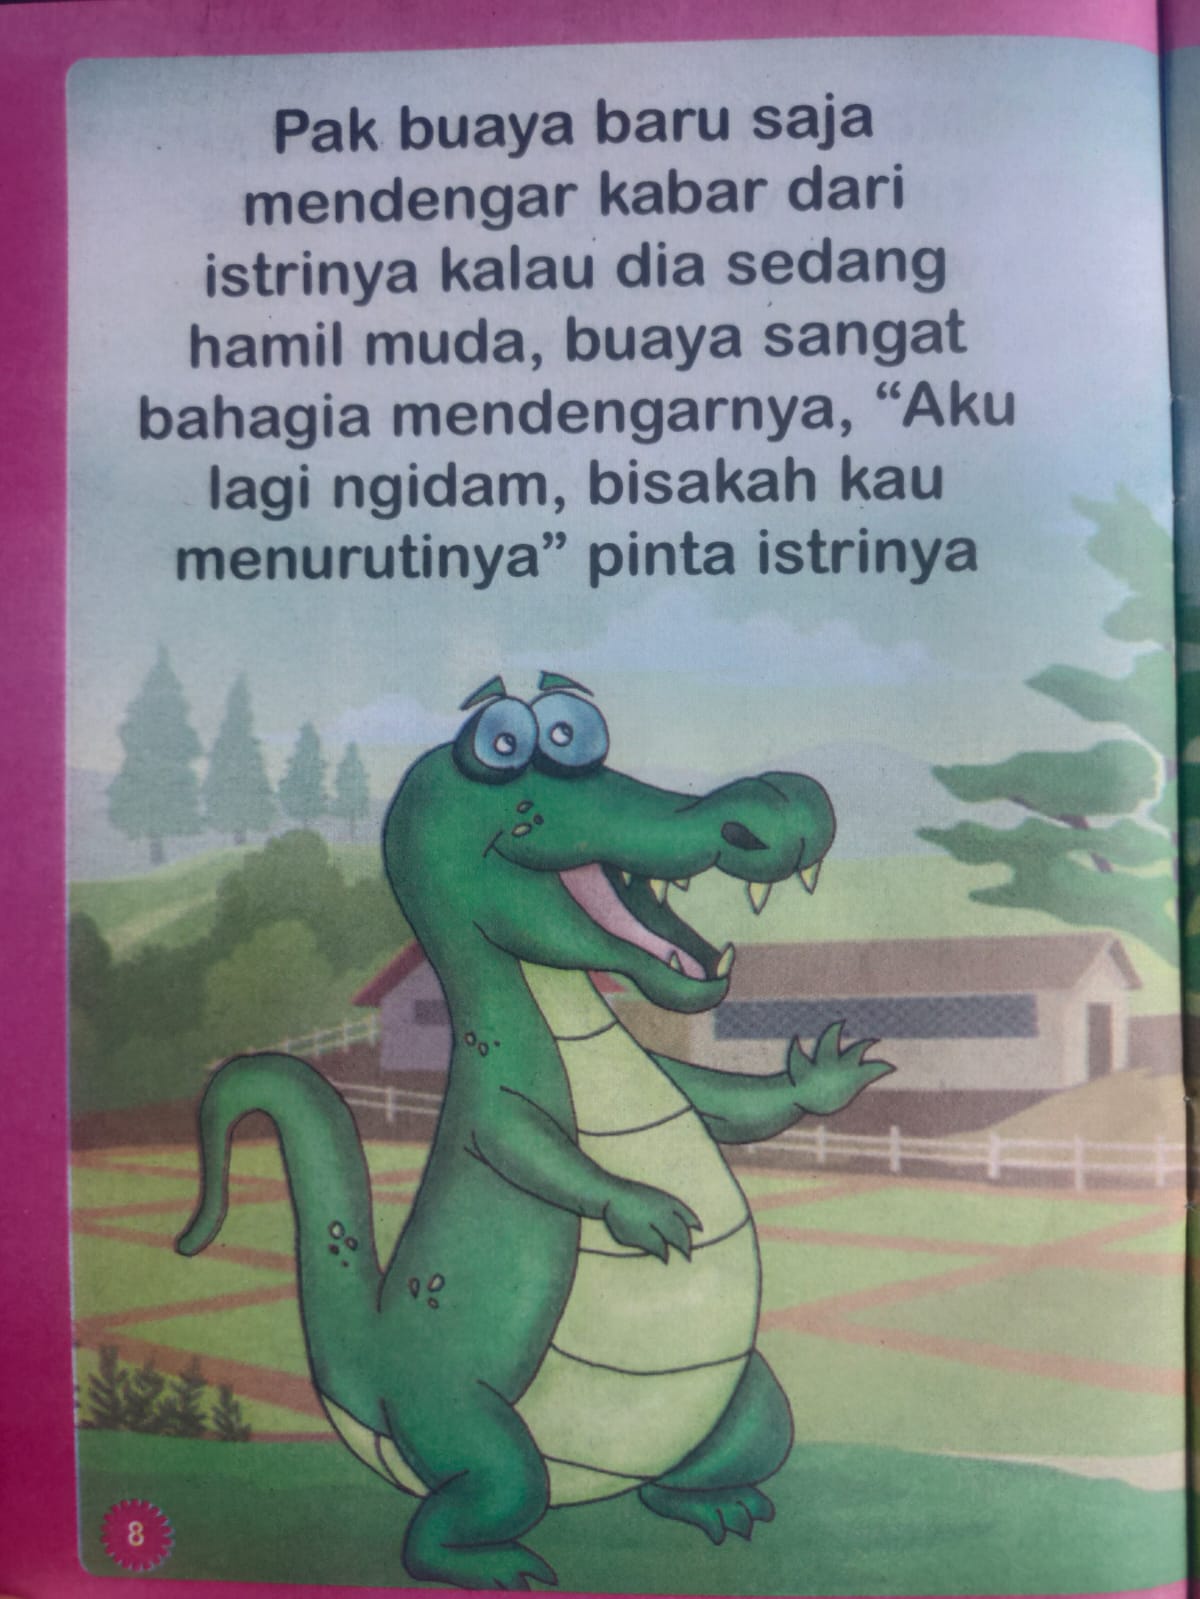 Pak buaya baru saja
mendengar kabar dari
istrinya kalau dia sedang
hamil muda, buaya sangat
bahagia mendengarnya, “Aku
lagi ngidam, bisakah kau
menurutinya” pinta istrinya
8